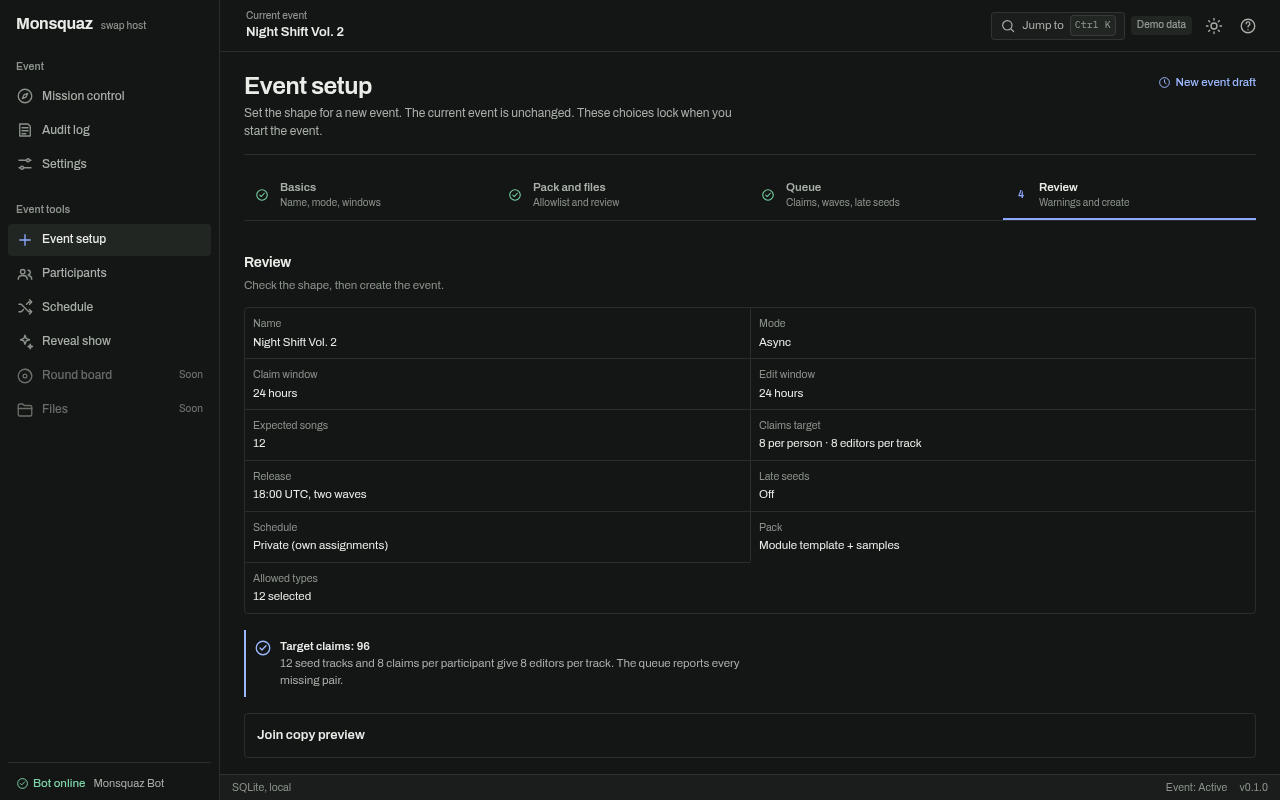 Monsquaz swap host
Event
Mission control
Audit log
Settings
Event tools
Event setup
Participants
Schedule
Reveal show
Round board Soon
Files Soon
Bot online Monsquaz Bot
Current event
Night Shift Vol. 2
Jump to Ctrl K
Demo data
Event setup
New event draft
Set the shape for a new event. The current event is unchanged. These choices lock when you
start the event.
Basics
Name, mode, windows
Pack and files
Allowlist and review
Queue
Claims, waves, late seeds
4
Review
Warnings and create
Review
Check the shape, then create the event.
Name
Night Shift Vol. 2
Mode
Async
Claim window
24 hours
Edit window
24 hours
Expected songs
12
Claims target
8 per person · 8 editors per track
Release
18:00 UTC, two waves
Late seeds
Off
Schedule
Private (own assignments)
Pack
Module template + samples
Allowed types
12 selected
Target claims: 96
12 seed tracks and 8 claims per participant give 8 editors per track. The queue reports every
missing pair.
Join copy preview
SQLite, local
Event: Active v0.1.0